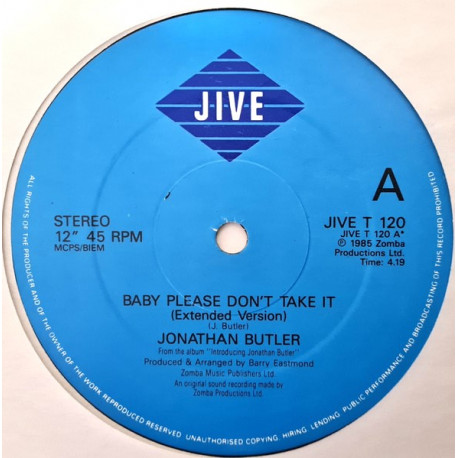 JIVE
A
STEREO
12" 45 RPM
MCPS/BIEM
JIVE T 120
JIVE T 120 A*
℗ 1985 Zomba
Productions Ltd.
Time: 4.19
BABY PLEASE DON'T TAKE IT
(Extended Version)
(J. Butler)
JONATHAN BUTLER
From the album "Introducing Jonathan Butler"
Produced & Arranged by Barry Eastmond
Zomba Music Publishers Ltd.
An original sound recording made by
Zomba Productions Ltd.
ALL RIGHTS OF THE PRODUCER AND OF THE OWNER OF THE WORK REPRODUCED RESERVED. UNAUTHORISED COPYING, HIRING, LENDING, PUBLIC PERFORMANCE AND BROADCASTING OF THIS RECORD PROHIBITED.